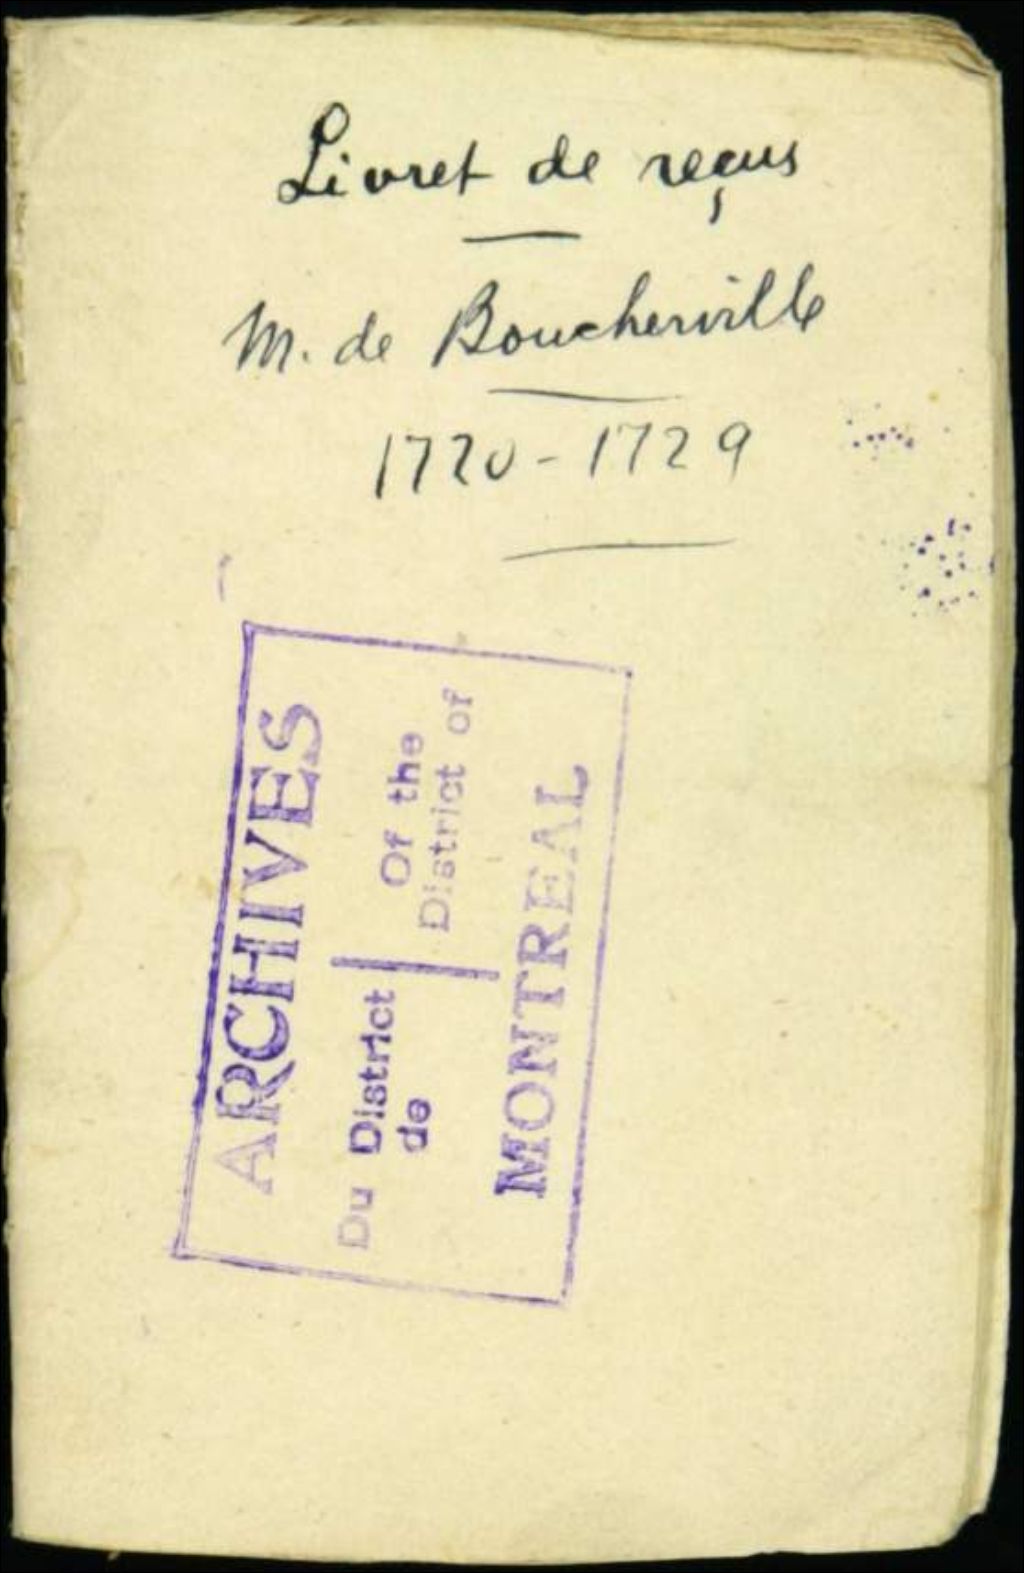 Livret de reçus
M. de Boucherville
1720-1729
ARCHIVES
Du District
de
Of the
District of
MONTREAL